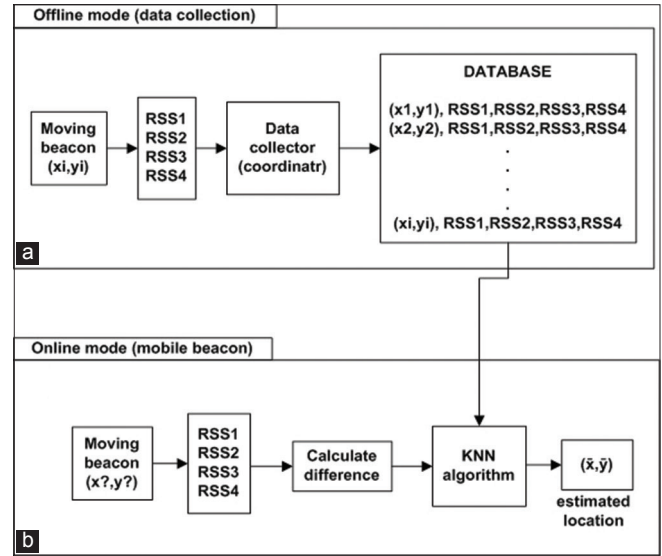 Offline mode (data collection)
DATABASE
Moving
beacon
(xi,yi)
RSS1
RSS2
RSS3
RSS4
Data
collector
(coordinatr)
(x1,y1), RSS1,RSS2,RSS3,RSS4
(x2,y2), RSS1,RSS2,RSS3,RSS4
.
.
.
.
(xi,yi), RSS1,RSS2,RSS3,RSS4
a
Online mode (mobile beacon)
Moving
beacon
(x?,y?)
RSS1
RSS2
RSS3
RSS4
Calculate
difference
KNN
algorithm
(x̄,ȳ)
estimated
location
b